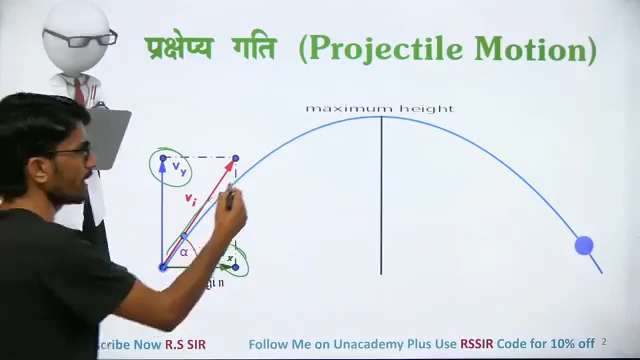 प्रक्षेप्य गति (Projectile Motion)
maximum height
vy
vi
α
x
Now R.S SIR
Follow Me on Unacademy Plus Use RSSIR Code for 10% off
2